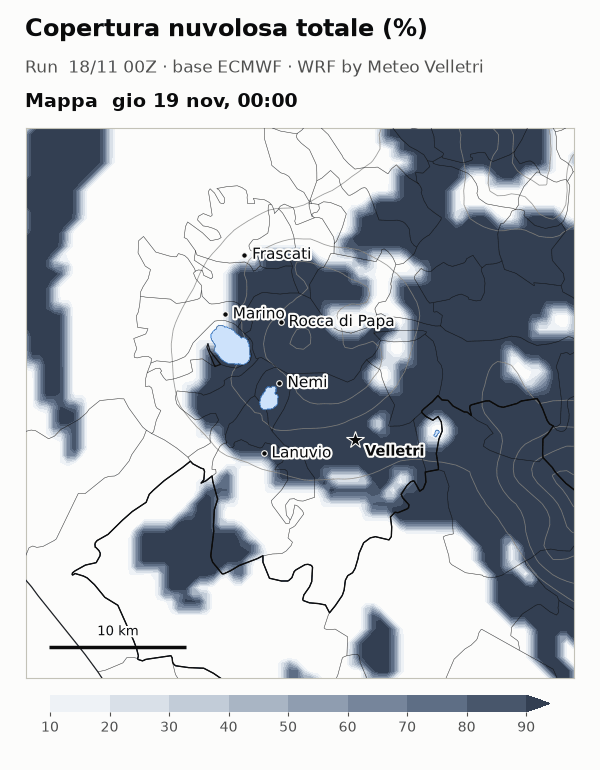 Copertura nuvolosa totale (%)
Run  18/11 00Z · base ECMWF · WRF by Meteo Velletri
Mappa  gio 19 nov, 00:00
Frascati
Marino
Rocca di Papa
Nemi
Velletri
Lanuvio
10 km
10 20 30 40 50 60 70 80 90